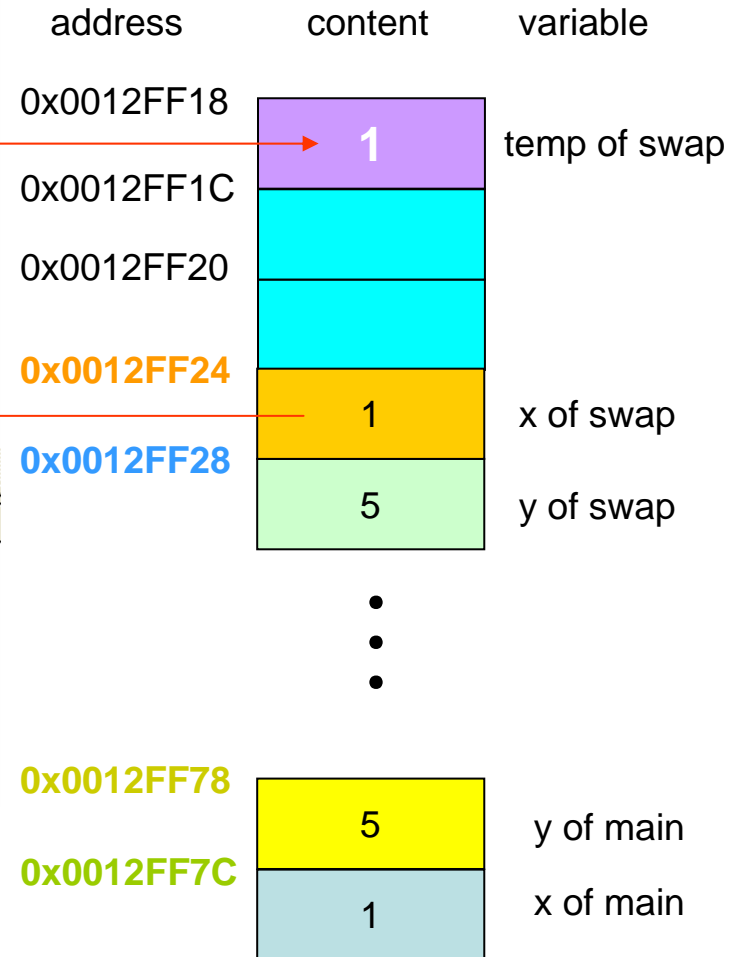 address content variable
0x0012FF18
1 temp of swap
0x0012FF1C
0x0012FF20
0x0012FF24
1 x of swap
0x0012FF28
5 y of swap
0x0012FF78
5 y of main
0x0012FF7C
1 x of main